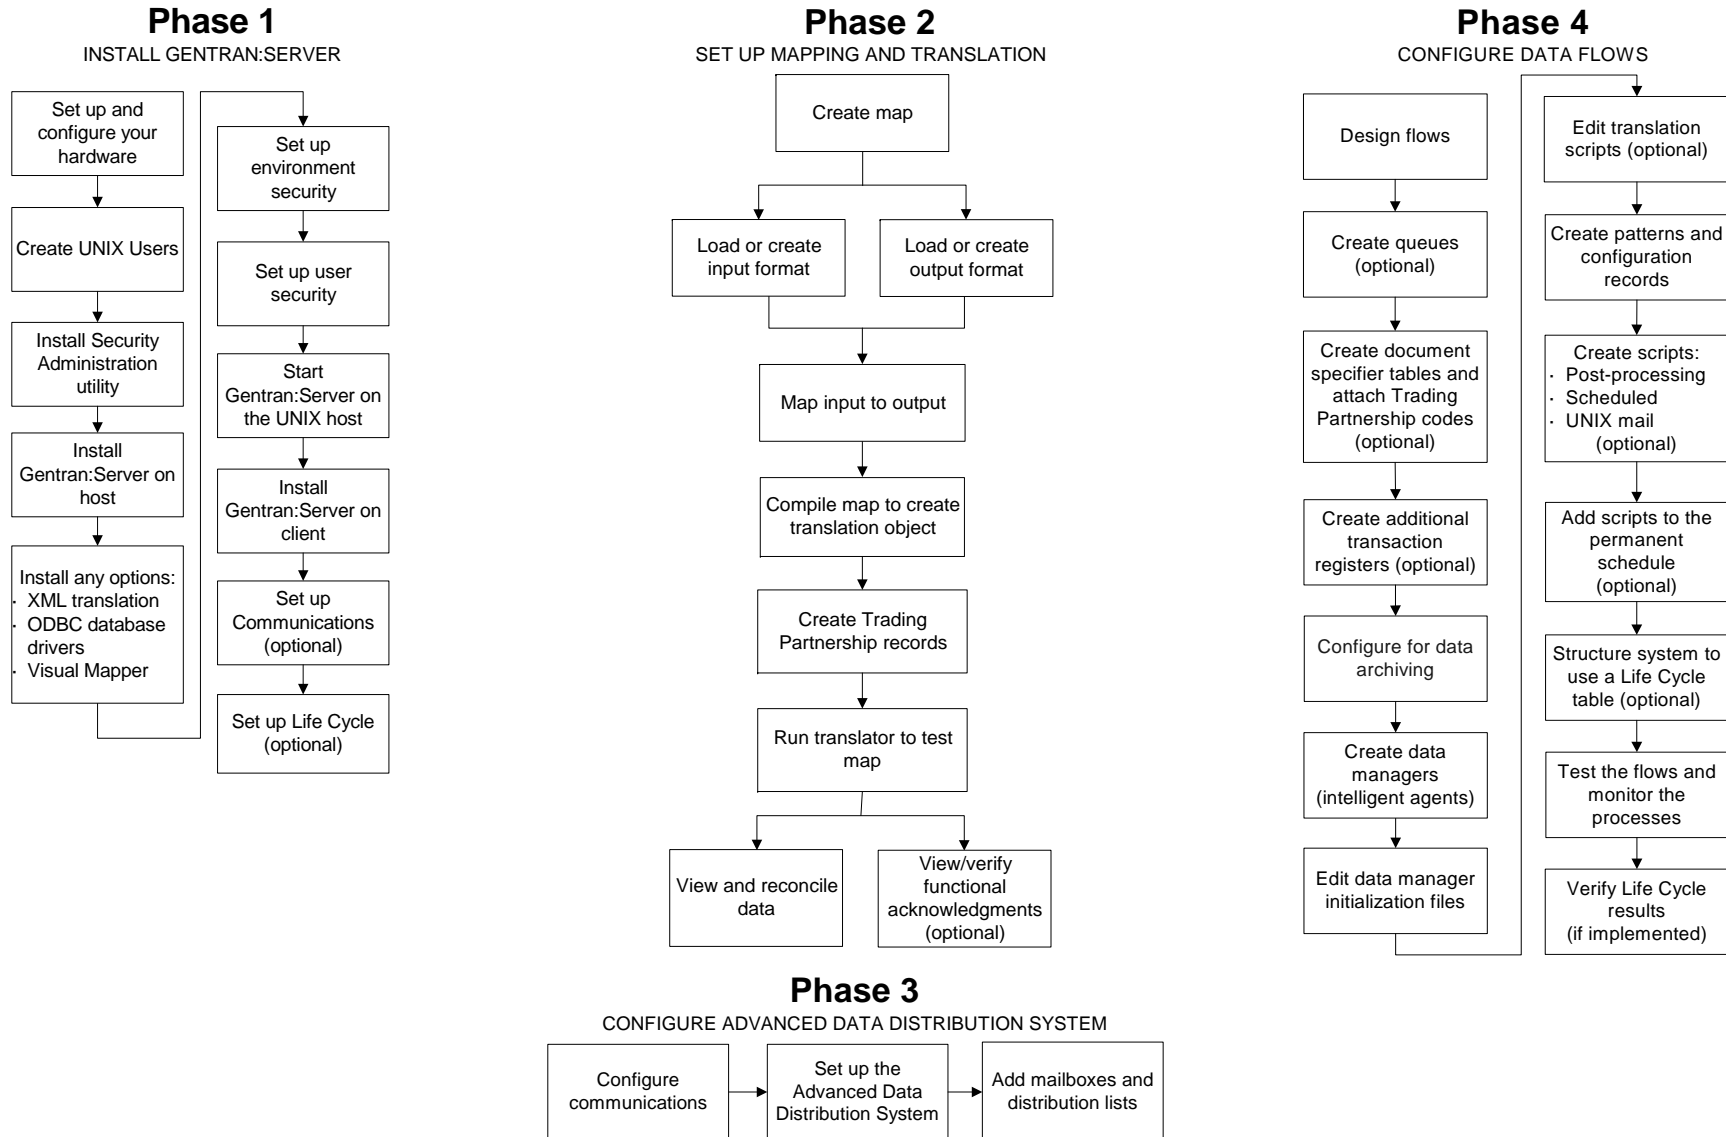 Phase 1
INSTALL GENTRAN:SERVER
Set up and
configure your
hardware
Create UNIX Users
Install Security
Administration
utility
Install
Gentran:Server on
host
Install any options:
· XML translation
· ODBC database
drivers
· Visual Mapper
Set up
environment
security
Set up user
security
Start
Gentran:Server on
the UNIX host
Install
Gentran:Server on
client
Set up
Communications
(optional)
Set up Life Cycle
(optional)
Phase 2
SET UP MAPPING AND TRANSLATION
Create map
Load or create
input format
Load or create
output format
Map input to output
Compile map to create
translation object
Create Trading
Partnership records
Run translator to test
map
View and reconcile
data
View/verify
functional
acknowledgments
(optional)
Phase 3
CONFIGURE ADVANCED DATA DISTRIBUTION SYSTEM
Configure
communications
Set up the
Advanced Data
Distribution System
Add mailboxes and
distribution lists
Phase 4
CONFIGURE DATA FLOWS
Design flows
Create queues
(optional)
Create document
specifier tables and
attach Trading
Partnership codes
(optional)
Create additional
transaction
registers (optional)
Configure for data
archiving
Create data
managers
(intelligent agents)
Edit data manager
initialization files
Edit translation
scripts (optional)
Create patterns and
configuration
records
Create scripts:
· Post-processing
· Scheduled
· UNIX mail
(optional)
Add scripts to the
permanent
schedule
(optional)
Structure system to
use a Life Cycle
table (optional)
Test the flows and
monitor the
processes
Verify Life Cycle
results
(if implemented)